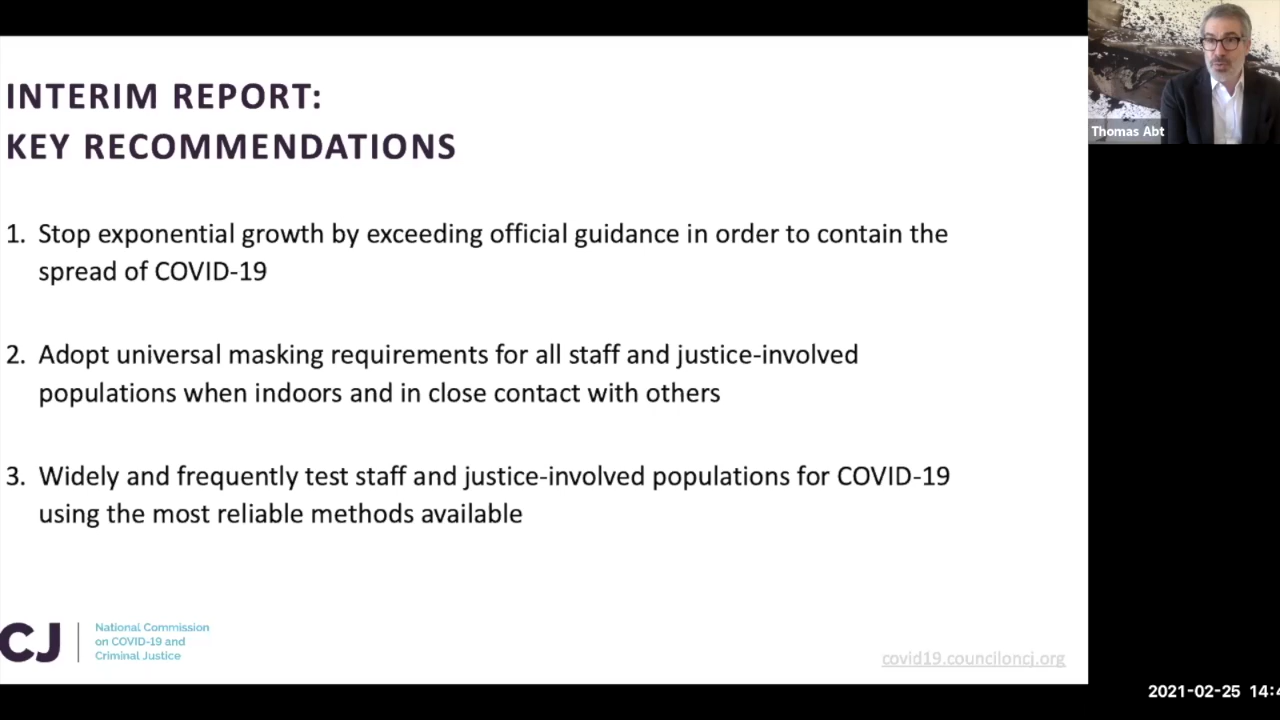 INTERIM REPORT:
KEY RECOMMENDATIONS
1. Stop exponential growth by exceeding official guidance in order to contain the
spread of COVID-19
2. Adopt universal masking requirements for all staff and justice-involved
populations when indoors and in close contact with others
3. Widely and frequently test staff and justice-involved populations for COVID-19
using the most reliable methods available
CJ
National Commission
on COVID-19 and
Criminal Justice
covid19.counciloncj.org
Thomas Abt
2021-02-25 14:4